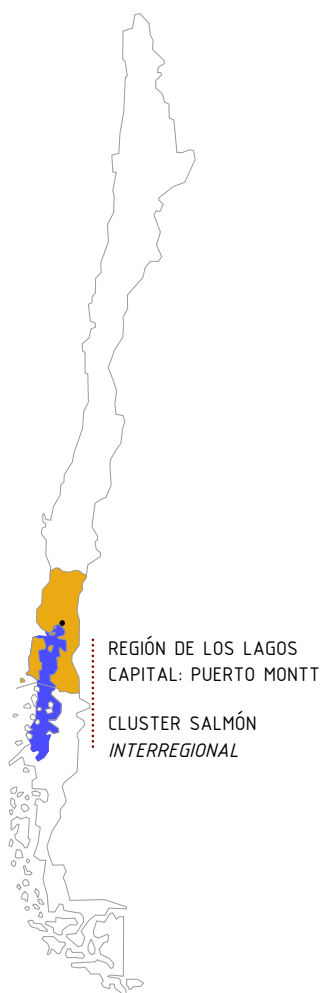 REGIÓN DE LOS LAGOS
CAPITAL: PUERTO MONTT
CLUSTER SALMÓN
INTERREGIONAL